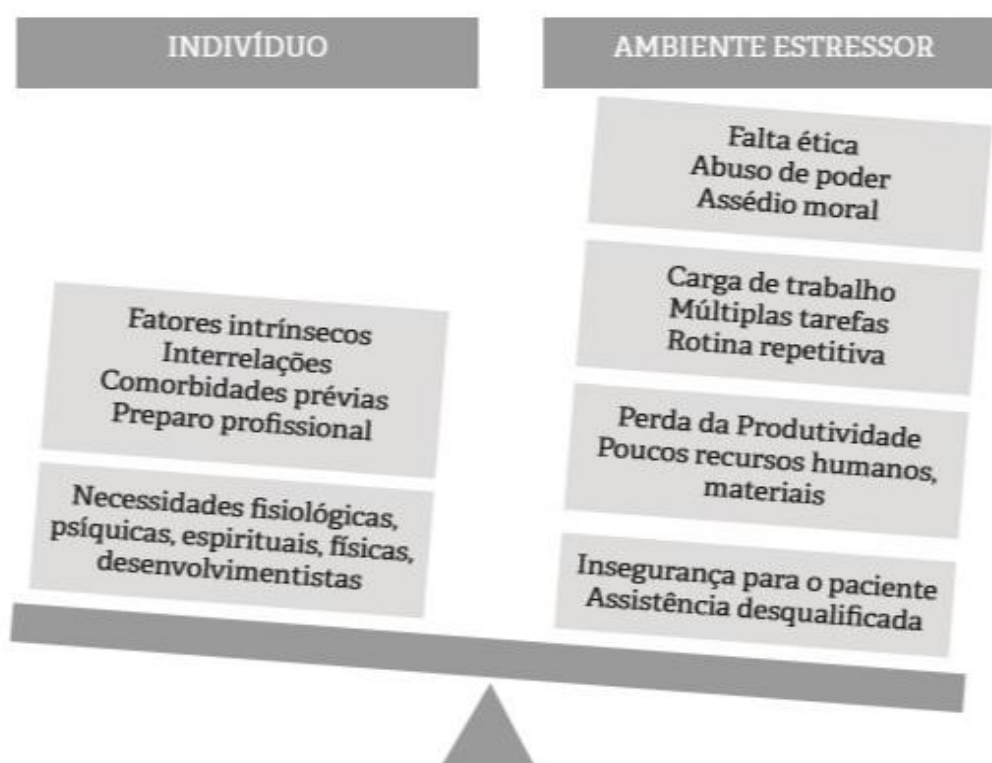 INDIVÍDUO
AMBIENTE ESTRESSOR
Fatores intrínsecos
Interrelações
Comorbidades prévias
Preparo profissional
Necessidades fisiológicas,
psíquicas, espirituais, físicas,
desenvolvimentistas
Falta ética
Abuso de poder
Assédio moral
Carga de trabalho
Múltiplas tarefas
Rotina repetitiva
Perda da Produtividade
Poucos recursos humanos,
materiais
Insegurança para o paciente
Assistência desqualificada